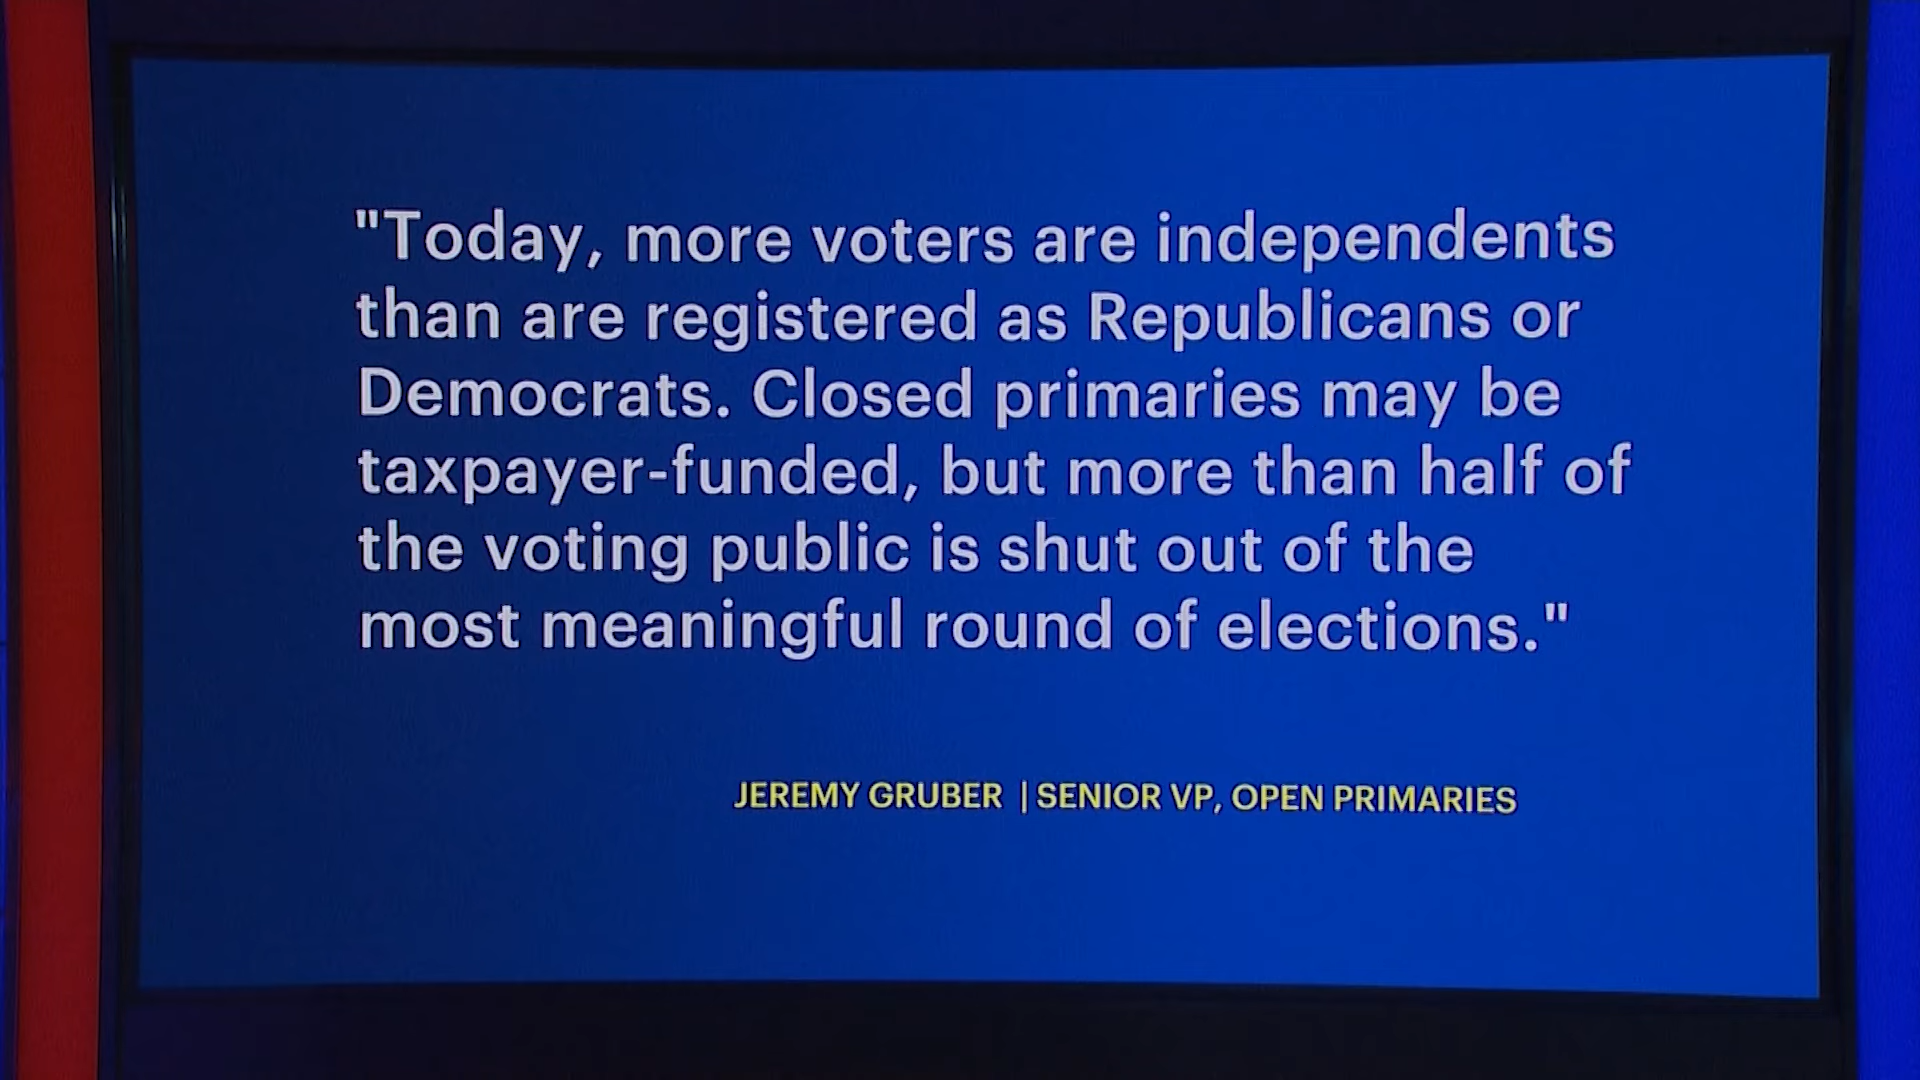 "Today, more voters are independents
than are registered as Republicans or
Democrats. Closed primaries may be
taxpayer-funded, but more than half of
the voting public is shut out of the
most meaningful round of elections."
JEREMY GRUBER | SENIOR VP, OPEN PRIMARIES